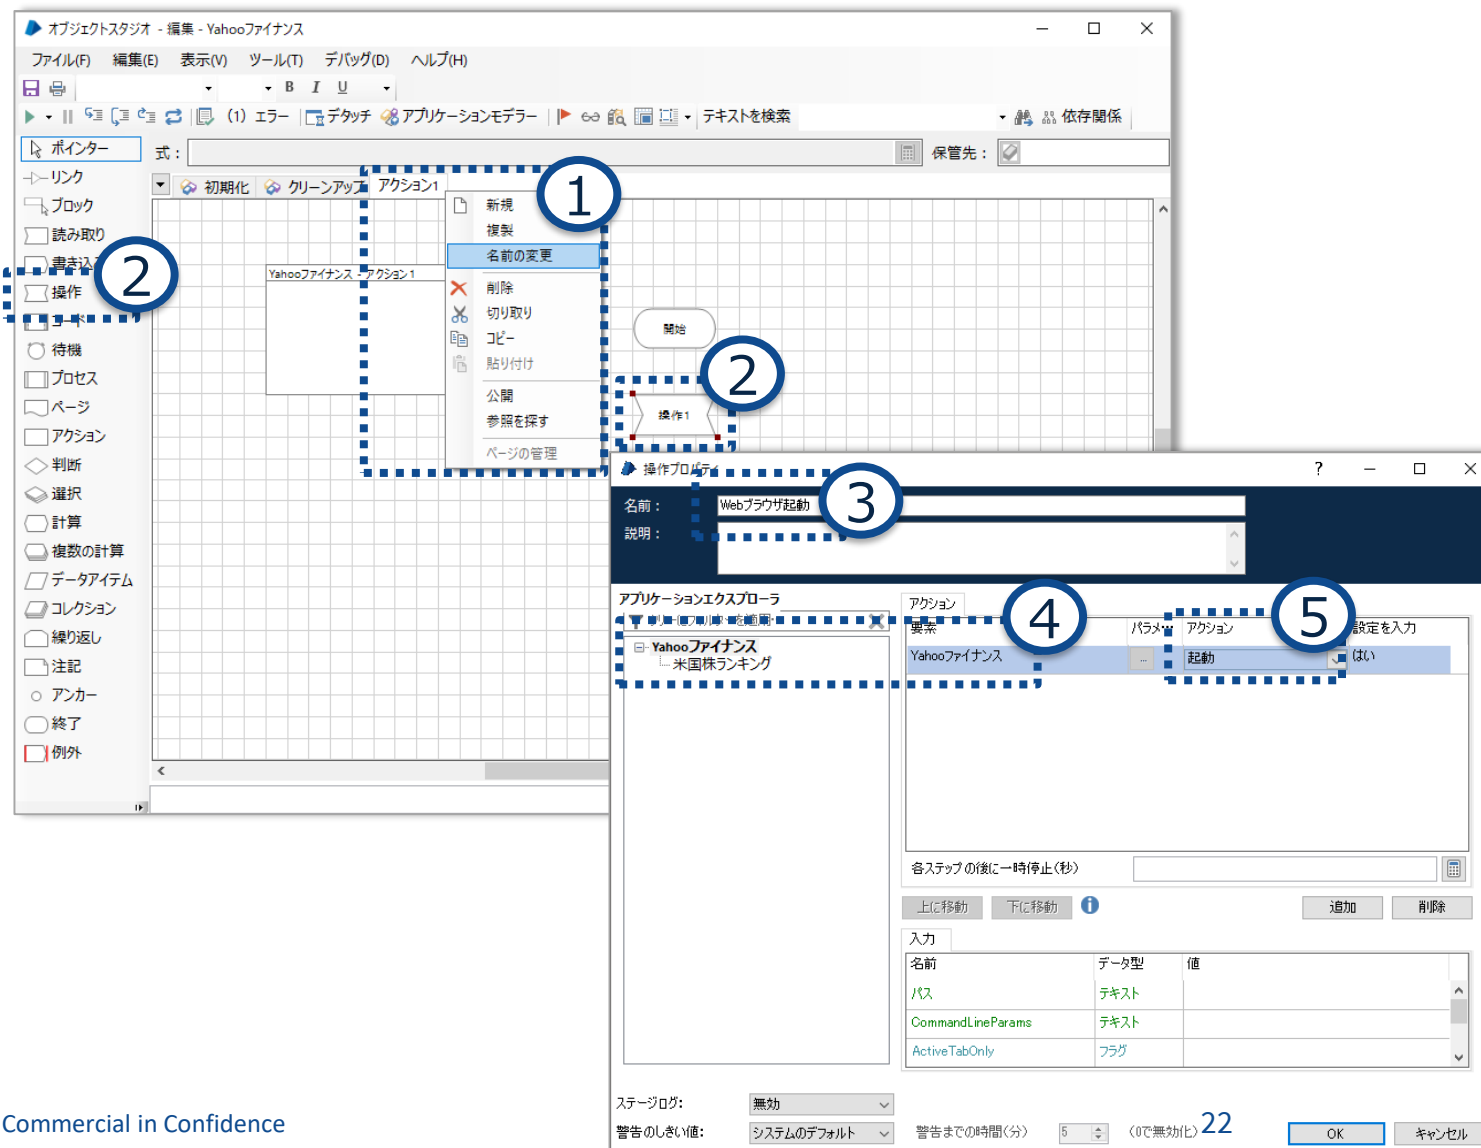 オブジェクトスタジオ - 編集 - Yahooファイナンス
ファイル(F) 編集(E) 表示(V) ツール(T) デバッグ(D) ヘルプ(H)
B I U
(1) エラー デタッチ アプリケーションモデラー テキストを検索 依存関係
ポインター
式： 保管先：
リンク
初期化 クリーンアップ アクション1
ブロック
読み取り
書き込み
操作
コード
待機
プロセス
ページ
アクション
判断
選択
計算
複数の計算
データアイテム
コレクション
繰り返し
注記
アンカー
終了
例外
1
新規
複製
名前の変更
削除
切り取り
コピー
貼り付け
公開
参照を探す
ページの管理
2
Yahooファイナンス - アクション1
開始
2
操作1
操作プロパティ ?
名前： Webブラウザ起動
3
説明：
アプリケーションエクスプローラ
ツリーにフィルターを適用
Yahooファイナンス
米国株ランキング
4
5
アクション
要素 パラメ… アクション 設定を入力
Yahooファイナンス ... 起動 はい
各ステップの後に一時停止(秒)
上に移動 下に移動 追加 削除
入力
名前 データ型 値
パス テキスト
CommandLineParams テキスト
ActiveTabOnly フラグ
ステージログ: 無効
警告のしきい値: システムのデフォルト 警告までの時間(分) 5 (0で無効化)
OK キャンセル
Commercial in Confidence
22